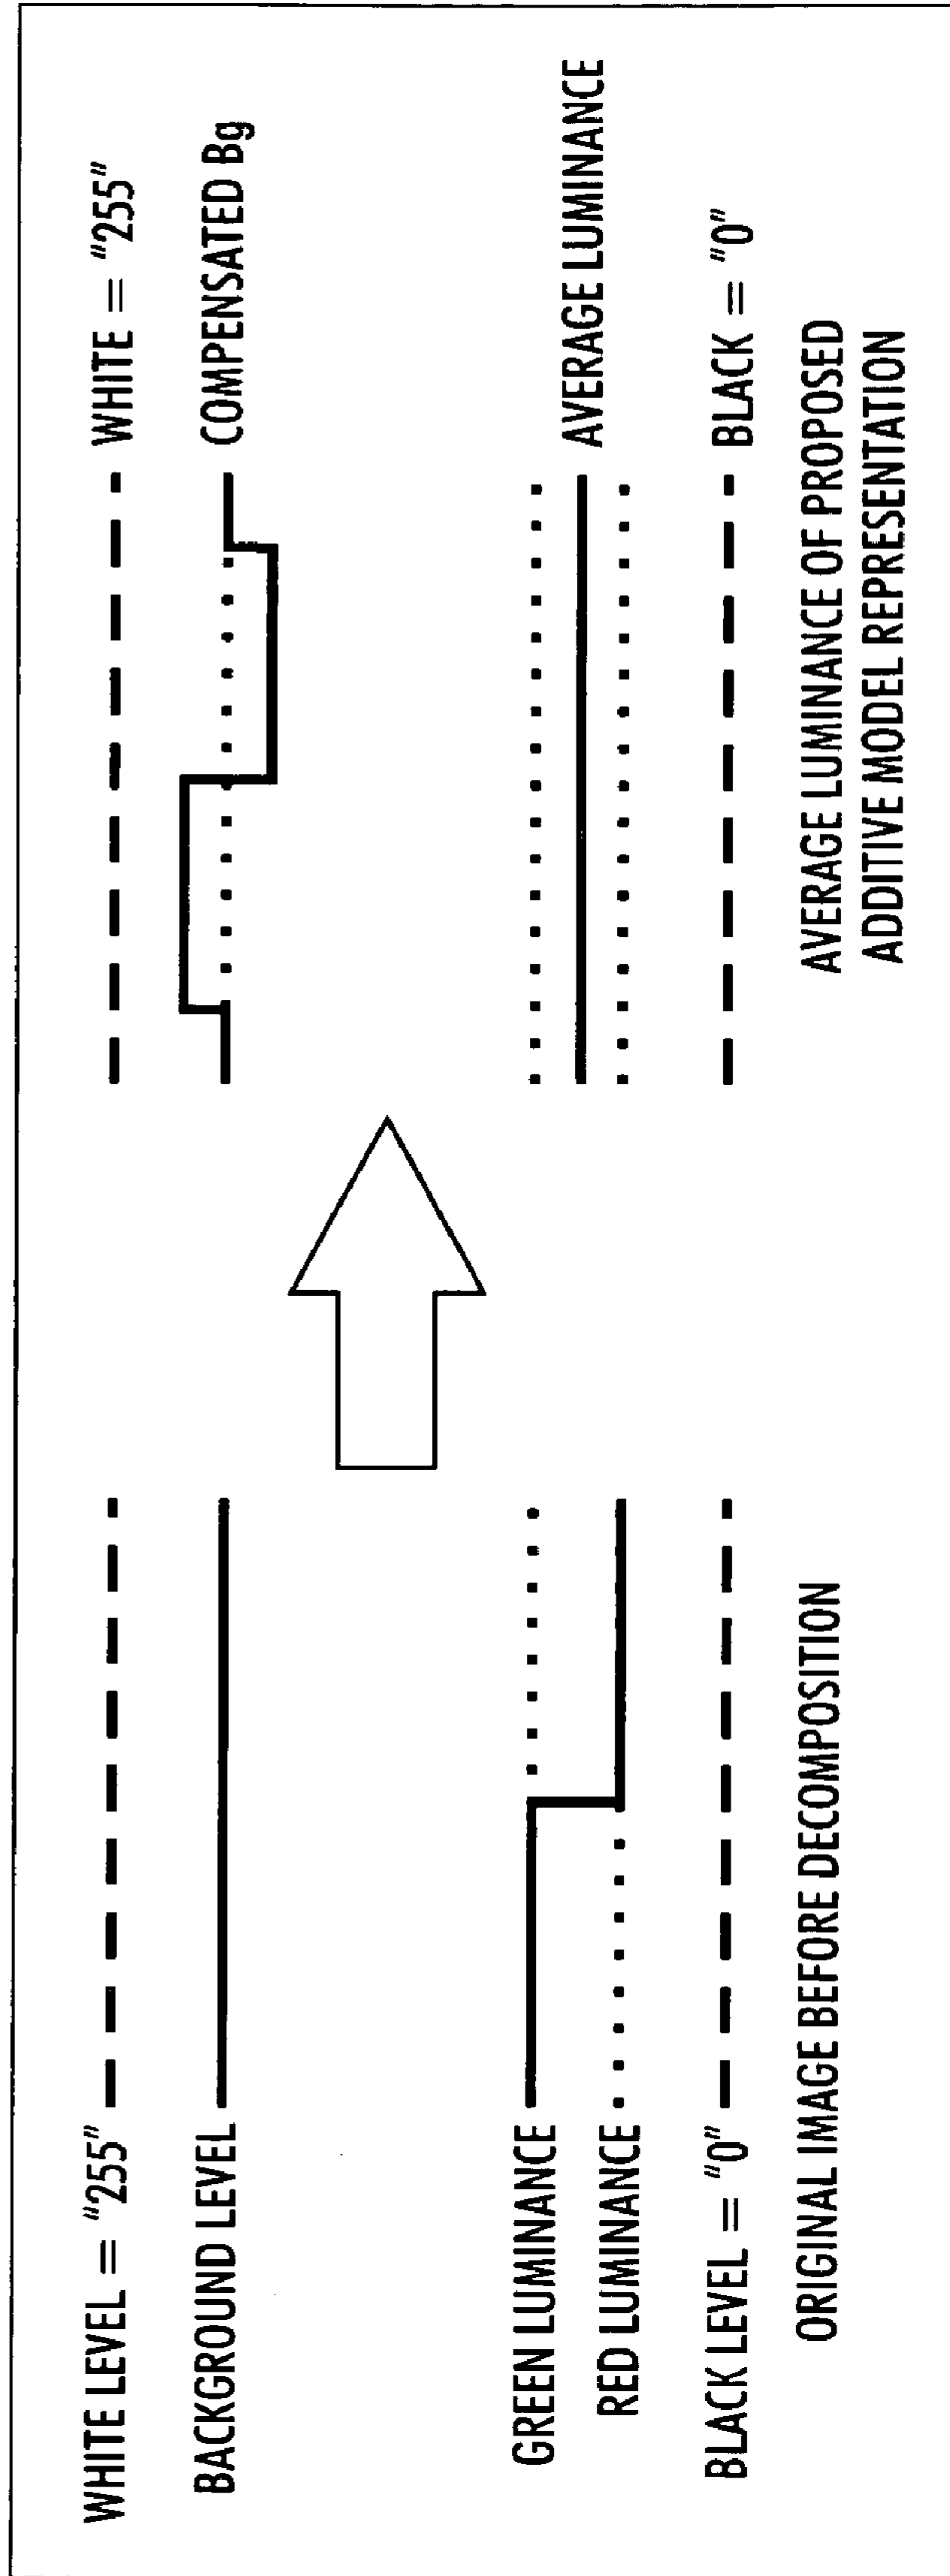 WHITE LEVEL = "255"
BACKGROUND LEVEL
GREEN LUMINANCE
RED LUMINANCE
BLACK LEVEL = "0"
ORIGINAL IMAGE BEFORE DECOMPOSITION
WHITE = "255"
COMPENSATED Bg
AVERAGE LUMINANCE
BLACK = "0"
AVERAGE LUMINANCE OF PROPOSED
ADDITIVE MODEL REPRESENTATION